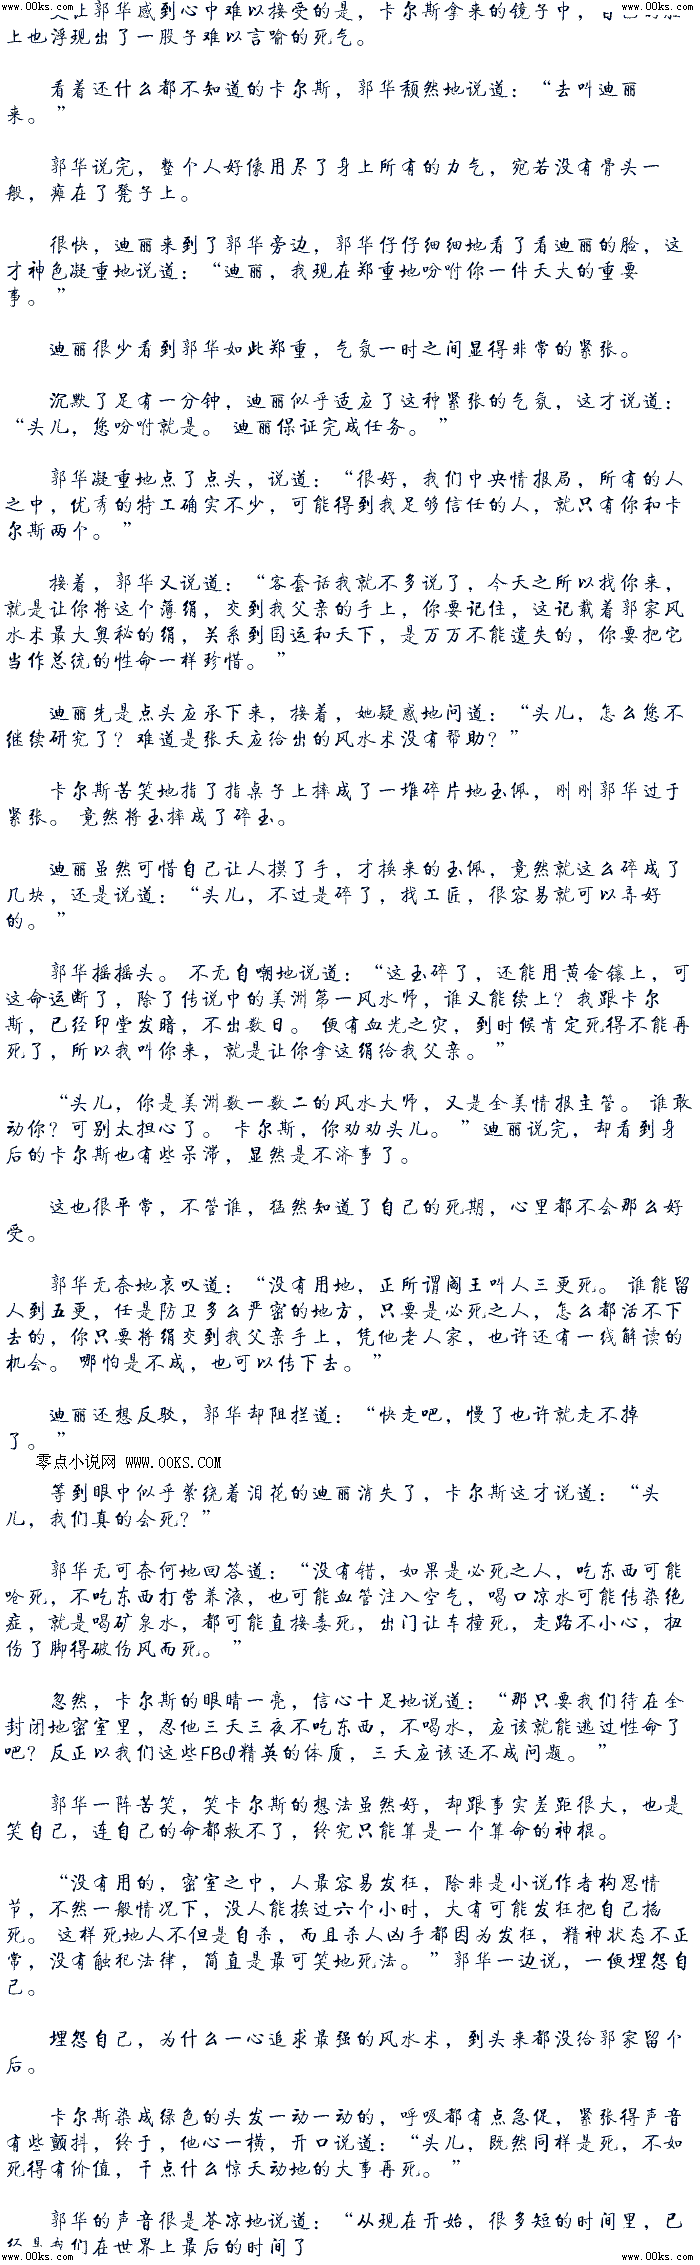 www.00ks.com www.00ks.com
上郭华感到心中难以接受的是，卡尔斯拿来的镜子中，
上也浮现出了一股子难以言喻的死气。
看着还什么都不知道的卡尔斯，郭华颓然地说道：“去叫迪丽
来。”
郭华说完，整个人好像用尽了身上所有的力气，宛若没有骨头一
般，瘫在了凳子上。
很快，迪丽来到了郭华旁边，郭华仔仔细细地看了看迪丽的脸，这
才神色凝重地说道：“迪丽，我现在郑重地吩咐你一件天大的重要
事。”
迪丽很少看到郭华如此郑重，气氛一时之间显得非常的紧张。
沉默了足有一分钟，迪丽似乎适应了这种紧张的气氛，这才说道：
“头儿，您吩咐就是。 迪丽保证完成任务。”
郭华凝重地点了点头，说道：“很好，我们中央情报局，所有的人
之中，优秀的特工确实不少，可能得到我足够信任的人，就只有你和卡
尔斯两个。”
接着，郭华又说道：“客套话我就不多说了，今天之所以找你来，
就是让你将这个薄绢，交到我父亲的手上，你要记住，这记载着郭家风
水术最大奥秘的绢，关系到国运和天下，是万万不能遗失的，你要把它
当作总统的性命一样珍惜。”
迪丽先是点头应承下来，接着，她疑惑地问道：“头儿，怎么您不
继续研究了？难道是张天应给出的风水术没有帮助？”
卡尔斯苦笑地指了指桌子上摔成了一堆碎片地玉佩，刚刚郭华过于
紧张。 竟然将玉摔成了碎玉。
迪丽虽然可惜自己让人摸了手，才换来的玉佩，竟然就这么碎成了
几块，还是说道：“头儿，不过是碎了，找工匠，很容易就可以弄好
的。”
郭华摇摇头。 不无自嘲地说道：“这玉碎了，还能用黄金镶上，可
这命运断了，除了传说中的美洲第一风水师，谁又能续上？我跟卡尔
斯，已经印堂发暗，不出数日。 便有血光之灾，到时候肯定死得不能再
死了，所以我叫你来，就是让你拿这绢给我父亲。”
“头儿，你是美洲数一数二的风水大师，又是全美情报主管。 谁敢
动你？可别太担心了。 卡尔斯，你劝劝头儿。”迪丽说完，却看到身
后的卡尔斯也有些呆滞，显然是不济事了。
这也很平常，不管谁，猛然知道了自己的死期，心里都不会那么好
受。
郭华无奈地哀叹道：“没有用地，正所谓阎王叫人三更死。 谁能留
人到五更，任是防卫多么严密的地方，只要是必死之人，怎么都活不下
去的，你只要将绢交到我父亲手上，凭他老人家，也许还有一线解读的
机会。 哪怕是不成，也可以传下去。”
迪丽还想反驳，郭华却阻拦道：“快走吧，慢了也许就走不掉
了。”
零点小说网 www.00KS.com
等到眼中似乎萦绕着泪花的迪丽消失了，卡尔斯这才说道：“头
儿，我们真的会死？”
郭华无可奈何地回答道：“没有错，如果是必死之人，吃东西可能
呛死，不吃东西打营养液，也可能血管注入空气，喝口凉水可能传染绝
症，就是喝矿泉水，都可能直接毒死，出门让车撞死，走路不小心，扭
伤了脚得破伤风而死。”
忽然，卡尔斯的眼睛一亮，信心十足地说道：“那只要我们待在全
封闭地密室里，忍他三天三夜不吃东西，不喝水，应该就能逃过性命了
吧？反正以我们这些FBI精英的体质，三天应该还不成问题。”
郭华一阵苦笑，笑卡尔斯的想法虽然好，却跟事实差距很大，也是
笑自己，连自己的命都救不了，终究只能算是一个算命的神棍。
“没有用的，密室之中，人最容易发狂，除非是小说作者构思情
节，不然一般情况下，没人能挨过六个小时，大有可能发狂把自己掐
死。 这样死地人不但是自杀，而且杀人凶手都因为发狂，精神状态不正
常，没有触犯法律，简直是最可笑地死法。”郭华一边说，一便埋怨自
己。
埋怨自己，为什么一心追求最强的风水术，到头来都没给郭家留个
后。
卡尔斯染成绿色的头发一动一动的，呼吸都有点急促，紧张得声音
有些颤抖，终于，他心一横，开口说道：“头儿，既然同样是死，不如
死得有价值，干点什么惊天动地的大事再死。”
郭华的声音很是苍凉地说道：“从现在开始，很多短的时间里，已
经是我们在世界上最后的时间了
www.00ks.com www.00ks.com